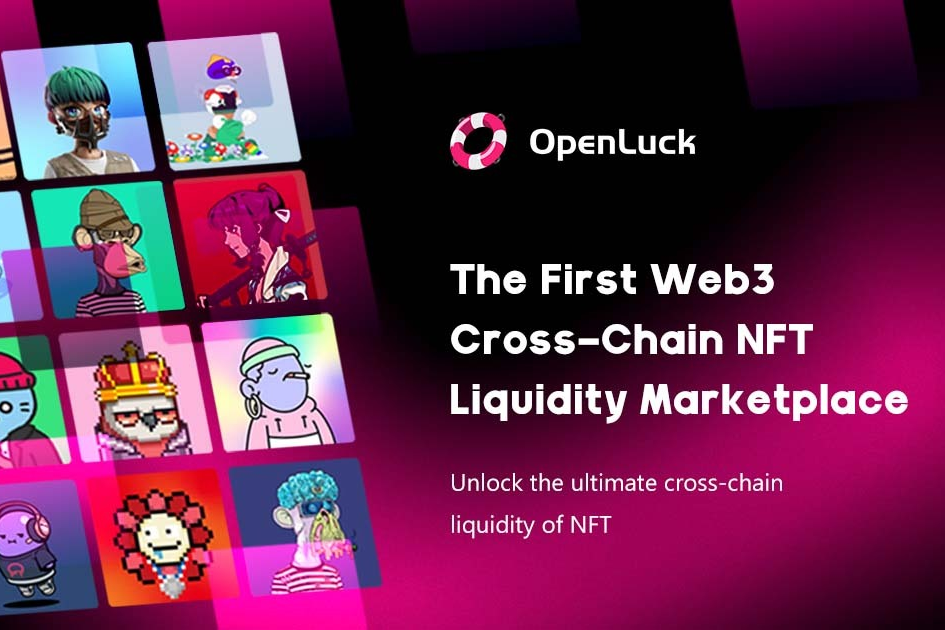 OpenLuck
The First Web3
Cross-Chain NFT
Liquidity Marketplace
Unlock the ultimate cross-chain
liquidity of NFT